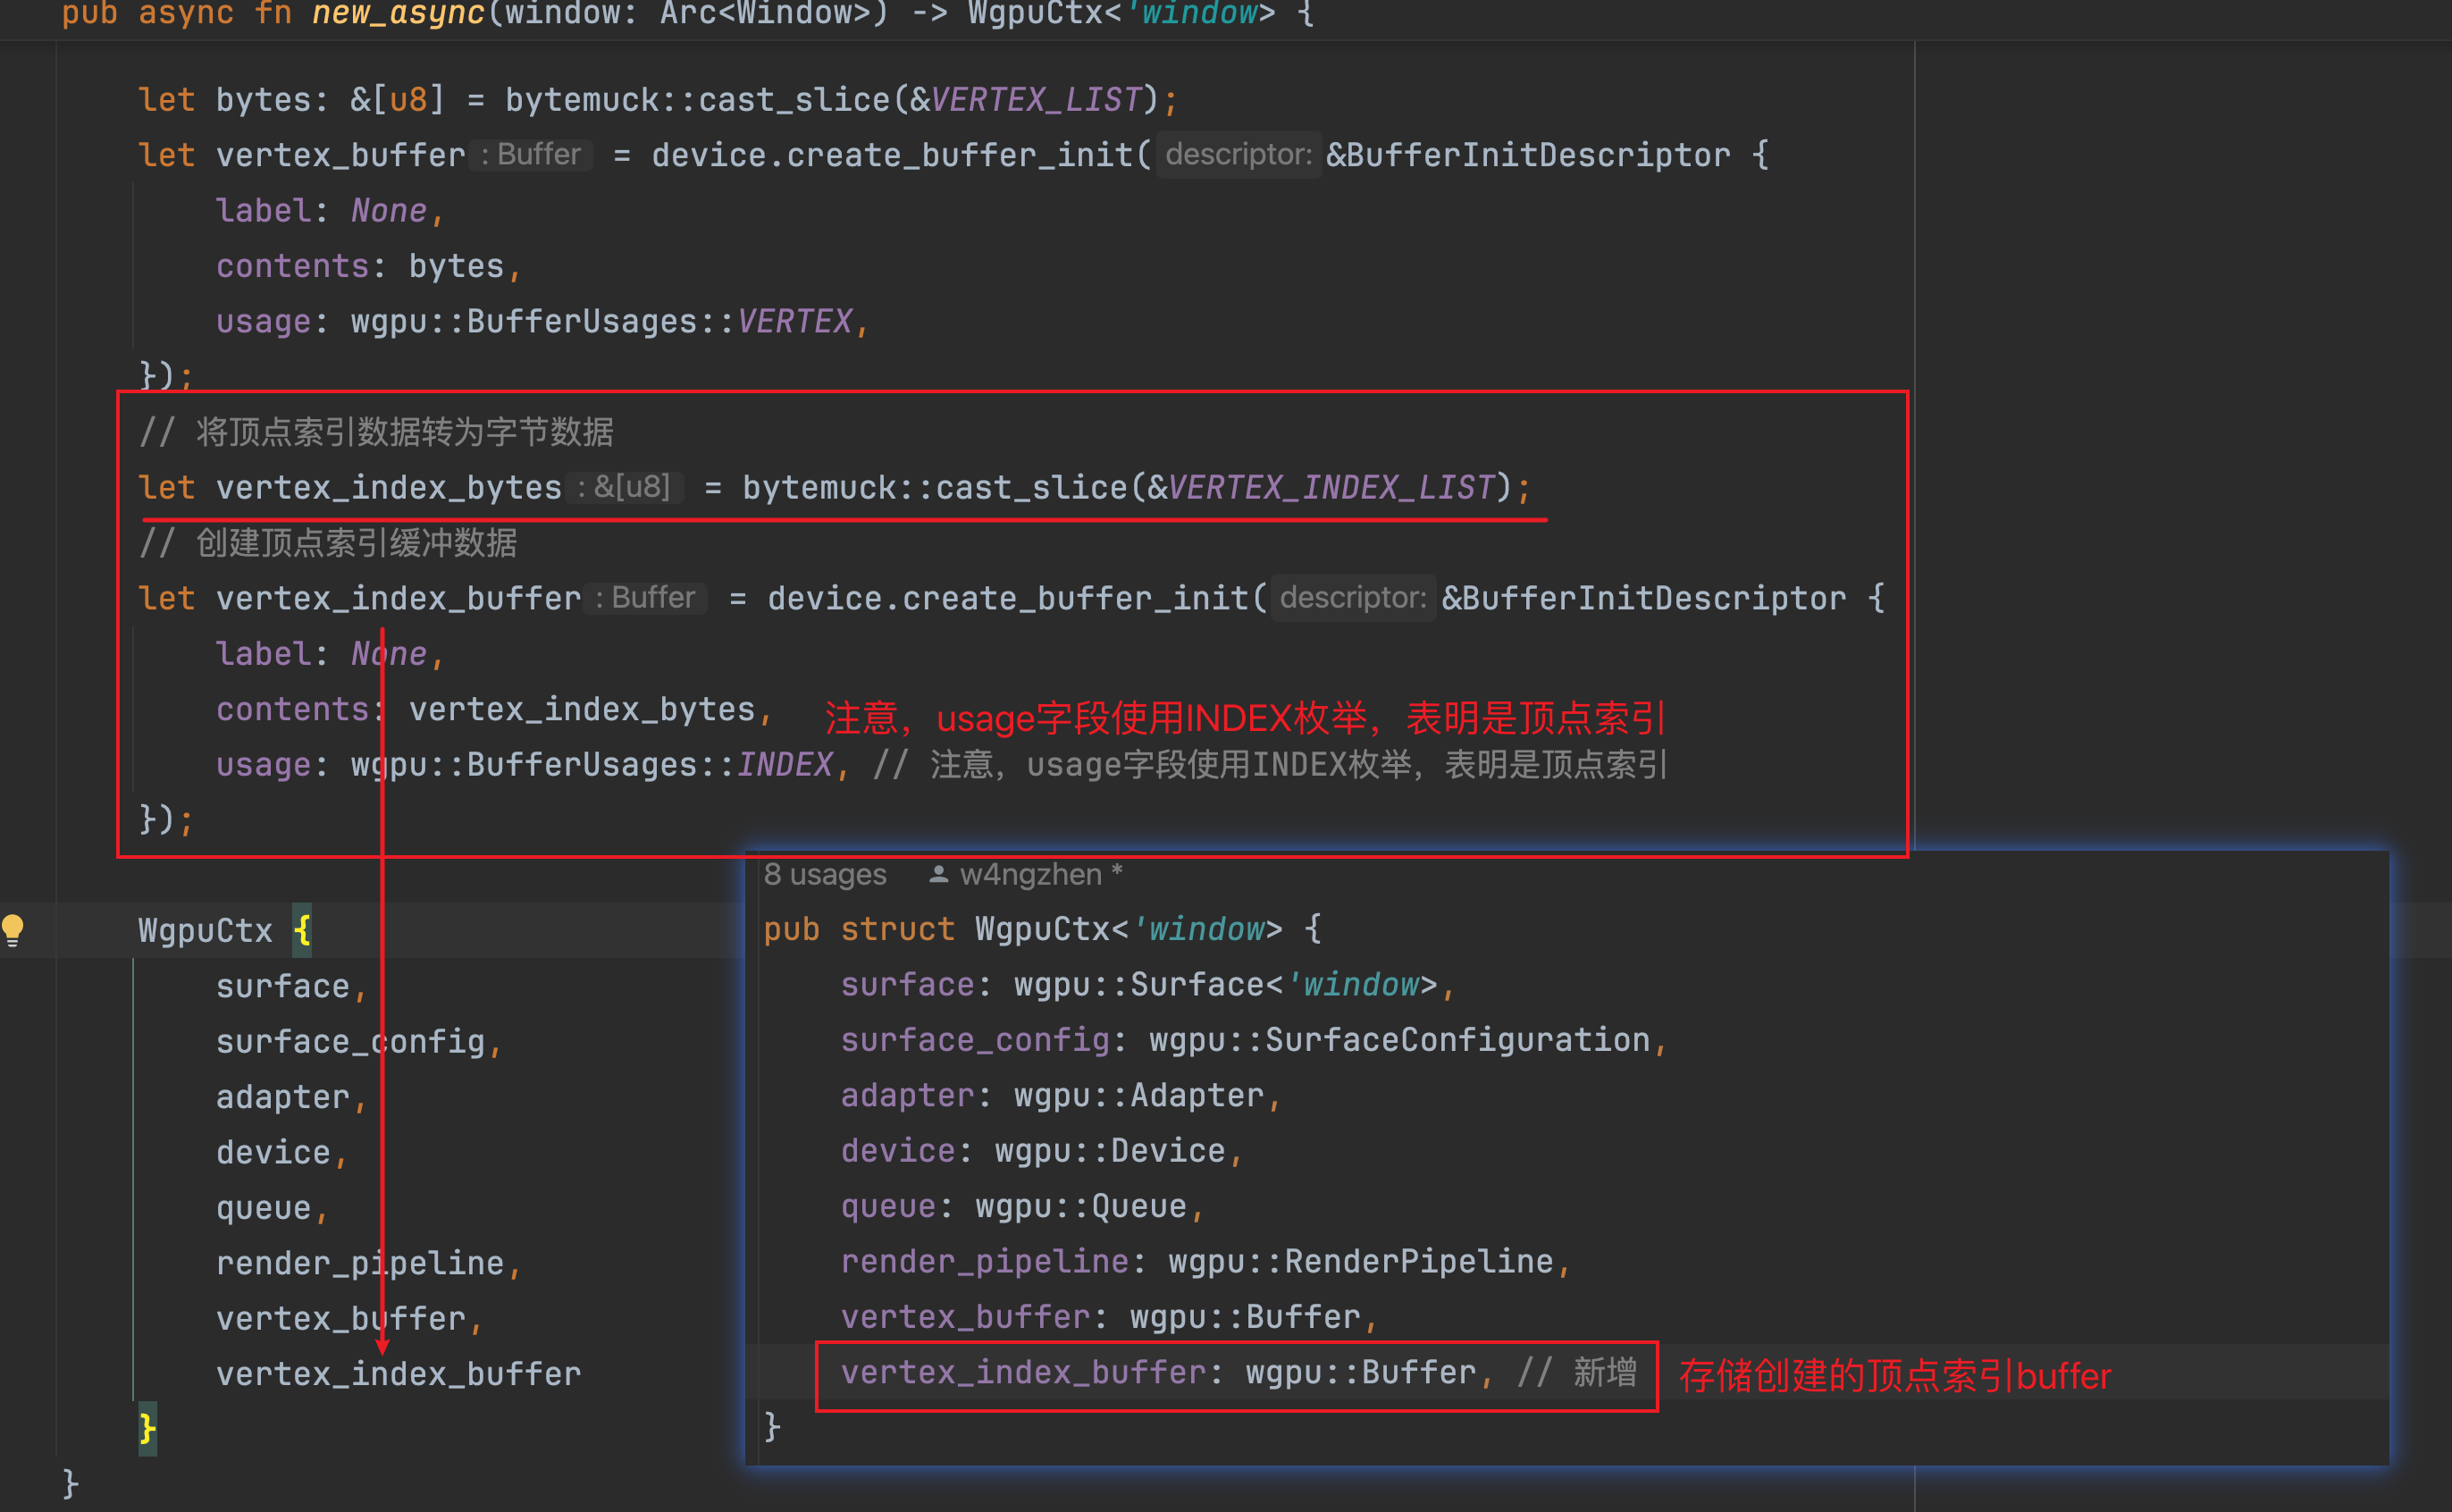 pub async fn new_async(window: Arc<Window>) -> WgpuCtx<'window> {
let bytes: &[u8] = bytemuck::cast_slice(&VERTEX_LIST);
let vertex_buffer : Buffer = device.create_buffer_init( descriptor: &BufferInitDescriptor {
label: None,
contents: bytes,
usage: wgpu::BufferUsages::VERTEX,
});
// 将顶点索引数据转为字节数据
let vertex_index_bytes : &[u8] = bytemuck::cast_slice(&VERTEX_INDEX_LIST);
// 创建顶点索引缓冲数据
let vertex_index_buffer : Buffer = device.create_buffer_init( descriptor: &BufferInitDescriptor {
label: None,
contents: vertex_index_bytes,
注意，usage字段使用INDEX枚举，表明是顶点索引
usage: wgpu::BufferUsages::INDEX, // 注意，usage字段使用INDEX枚举，表明是顶点索引
});
WgpuCtx {
surface,
surface_config,
adapter,
device,
queue,
render_pipeline,
vertex_buffer,
vertex_index_buffer
}
}
8 usages w4ngzhen *
pub struct WgpuCtx<'window> {
surface: wgpu::Surface<'window>,
surface_config: wgpu::SurfaceConfiguration,
adapter: wgpu::Adapter,
device: wgpu::Device,
queue: wgpu::Queue,
render_pipeline: wgpu::RenderPipeline,
vertex_buffer: wgpu::Buffer,
vertex_index_buffer: wgpu::Buffer, // 新增
存储创建的顶点索引buffer
}